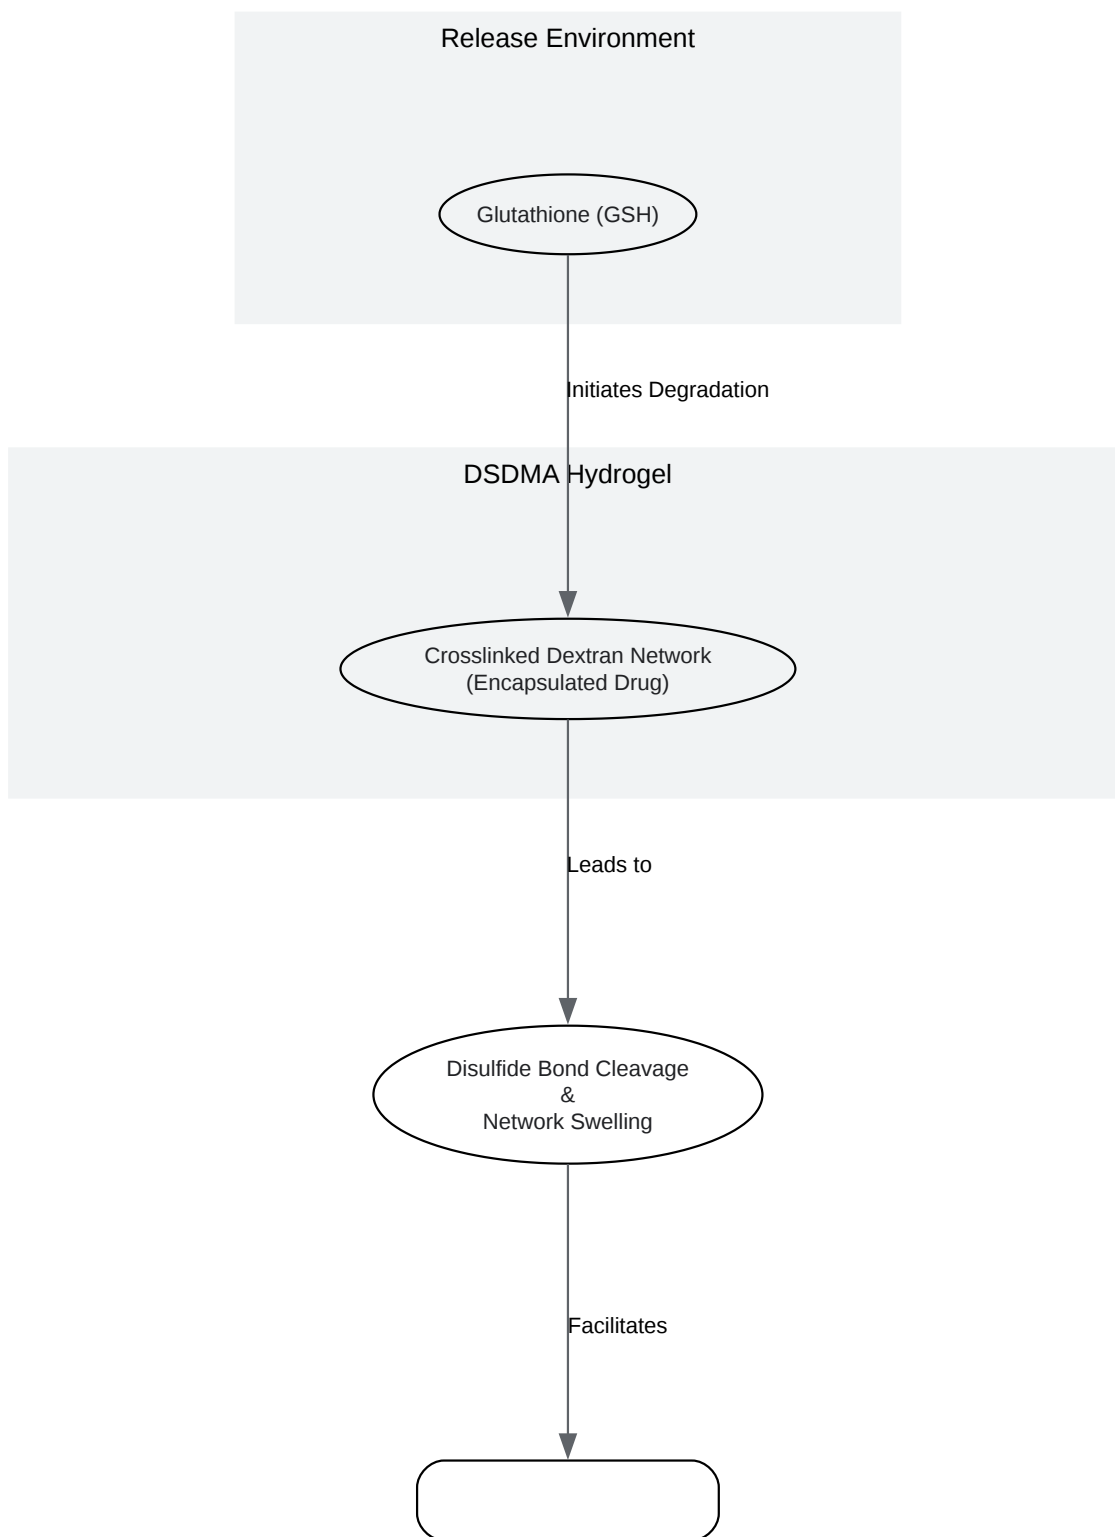 Release Environment
Glutathione (GSH)
Initiates Degradation
DSDMA Hydrogel
Crosslinked Dextran Network
(Encapsulated Drug)
Leads to
Disulfide Bond Cleavage
&
Network Swelling
Facilitates